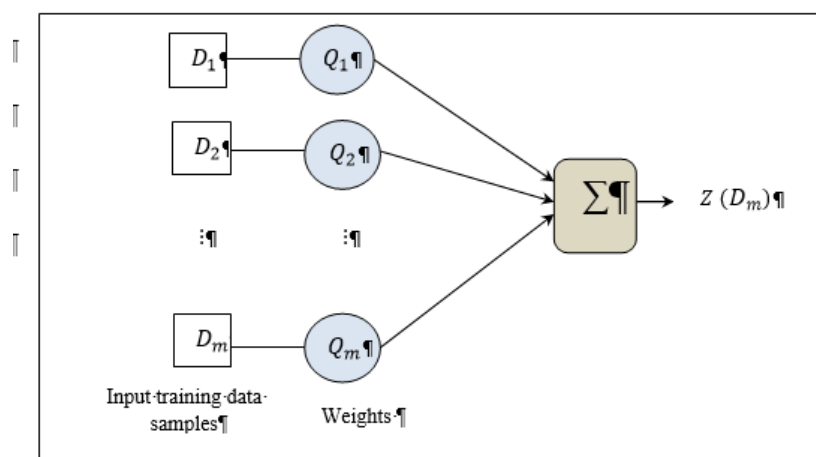 D₁¶ Q₁¶
D₂¶ Q₂¶
∑¶ Z (Dₘ)¶
⋮¶ ⋮¶
Dₘ Qₘ¶
Input·training·data·
samples¶
Weights·¶